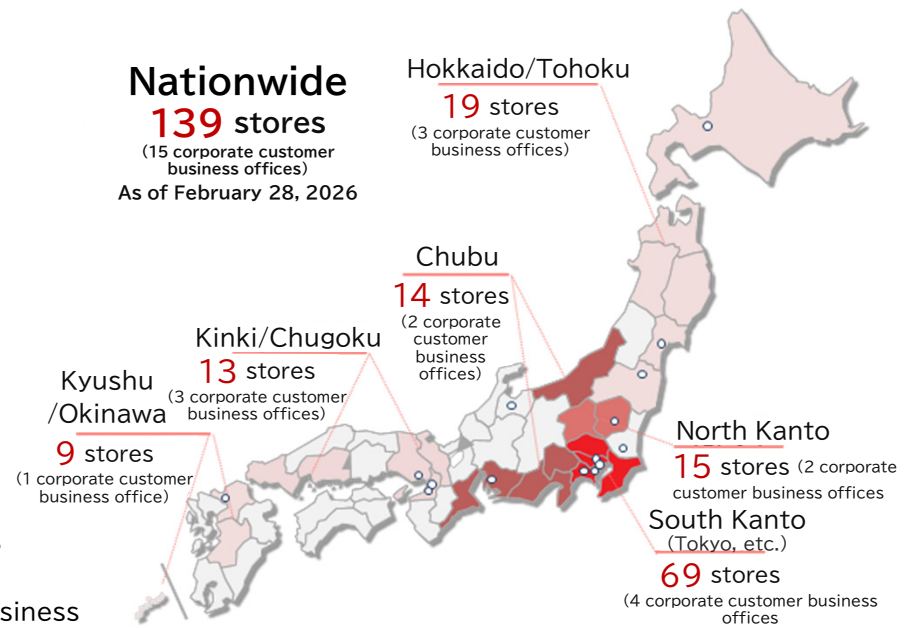 Nationwide
139 stores
(15 corporate customer
business offices)
As of February 28, 2026
Hokkaido/Tohoku
19 stores
(3 corporate customer
business offices)
Chubu
14 stores
(2 corporate
customer
business
offices)
Kinki/Chugoku
13 stores
(3 corporate customer
business offices)
Kyushu
/Okinawa
9 stores
(1 corporate customer
business office)
North Kanto
15 stores (2 corporate
customer business offices
South Kanto
(Tokyo, etc.)
69 stores
(4 corporate customer business
offices
siness